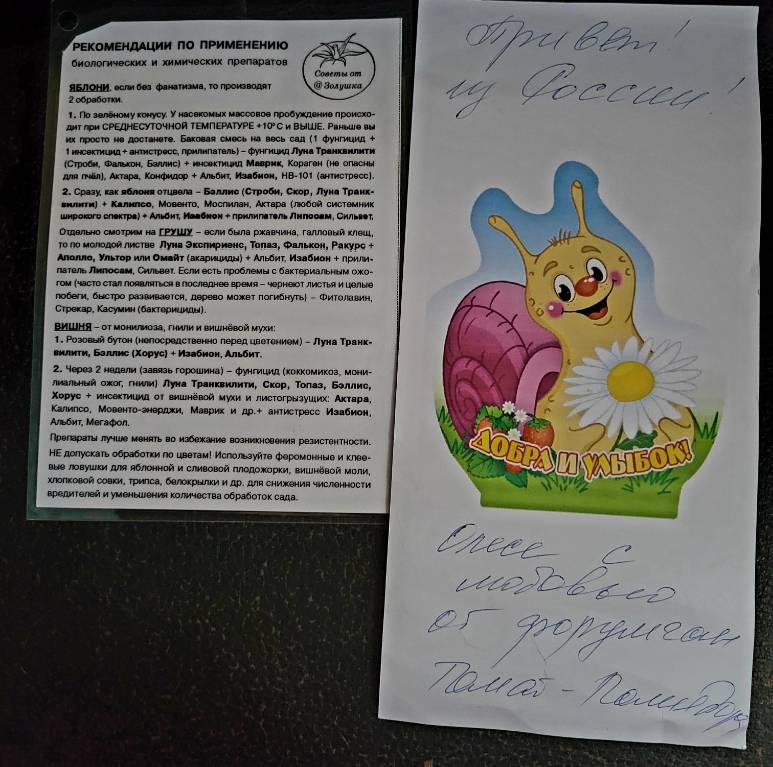 РЕКОМЕНДАЦИИ ПО ПРИМЕНЕНИЮ
биологических и химических препаратов
Советы от
@Золушка
ЯБЛОНИ, если без фанатизма, то производят
2 обработки.
1. По зелёному конусу. У насекомых массовое пробуждение происхо-
дит при СРЕДНЕСУТОЧНОЙ ТЕМПЕРАТУРЕ +10°С и ВЫШЕ. Раньше вы
их просто не достанете. Баковая смесь на весь сад (1 фунгицид +
1 инсектицид + антистресс, прилипатель) – фунгицид Луна Транквилити
(Строби, Фалькон, Бэллис) + инсектицид Маврик, Кораген (не опасны
для пчёл), Актара, Конфидор + Альбит, Изабион, НВ-101 (антистресс).
2. Сразу, как яблоня отцвела – Бэллис (Строби, Скор, Луна Транк-
вилити) + Калипсо, Мовенто, Моспилан, Актара (любой системник
широкого спектра) + Альбит, Изабион + прилипатель Липосам, Сильвет.
Отдельно смотрим на ГРУШУ – если была ржавчина, галловый клещ,
то по молодой листве Луна Экспириенс, Топаз, Фалькон, Ракурс +
Аполло, Ультор или Омайт (акарициды) + Альбит, Изабион + прили-
патель Липосам, Сильвет. Если есть проблемы с бактериальным ожо-
гом (часто стал появляться в последнее время – чернеют листья и целые
побеги, быстро развивается, дерево может погибнуть) – Фитолавин,
Стрекар, Касумин (бактерициды).
ВИШНЯ – от монилиоза, гнили и вишнёвой мухи:
1. Розовый бутон (непосредственно перед цветением) – Луна Транк-
вилити, Бэллис (Хорус) + Изабион, Альбит.
2. Через 2 недели (завязь горошина) – фунгицид (коккомикоз, мони-
лиальный ожог, гнили) Луна Транквилити, Скор, Топаз, Бэллис,
Хорус + инсектицид от вишнёвой мухи и листогрызущих: Актара,
Калипсо, Мовенто-энерджи, Маврик и др.+ антистресс Изабион,
Альбит, Мегафол.
Препараты лучше менять во избежание возникновения резистентности.
НЕ допускать обработки по цветам! Используйте феромонные и клее-
вые ловушки для яблонной и сливовой плодожорки, вишнёвой моли,
хлопковой совки, трипса, белокрылки и др. для снижения численности
вредителей и уменьшения количества обработок сада.
Привет!
из России!
ДОБРА И УЛЫБОК!
Олесе с
любовью
от форумчан
Томат-Помидор